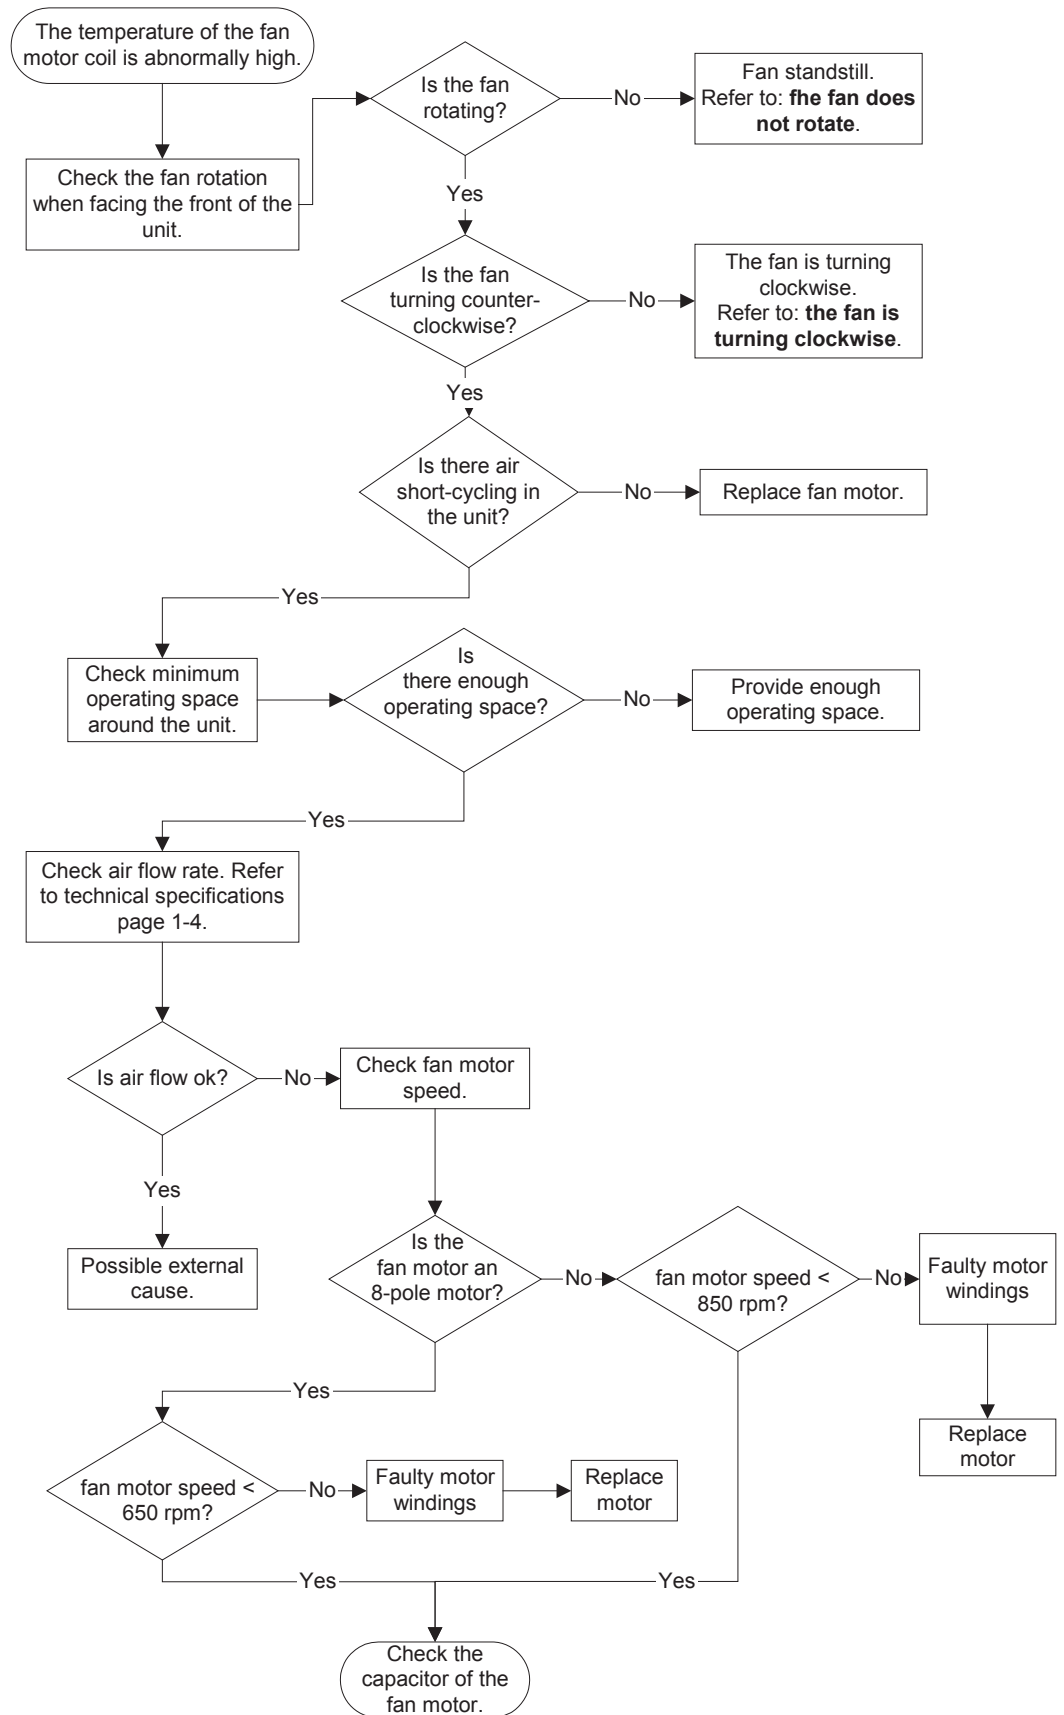 The temperature of the fan
motor coil is abnormally high.
Check the fan rotation
when facing the front of the
unit.
Is the fan
rotating?
No
Fan standstill.
Refer to: fhe fan does
not rotate.
Yes
Is the fan
turning counter-
clockwise?
No
The fan is turning
clockwise.
Refer to: the fan is
turning clockwise.
Yes
Is there air
short-cycling in
the unit?
No
Replace fan motor.
Yes
Check minimum
operating space
around the unit.
Is
there enough
operating space?
No
Provide enough
operating space.
Yes
Check air flow rate. Refer
to technical specifications
page 1-4.
Is air flow ok?
No
Check fan motor
speed.
Yes
Possible external
cause.
Is the
fan motor an
8-pole motor?
No
fan motor speed <
850 rpm?
No
Faulty motor
windings
Replace
motor
Yes
fan motor speed <
650 rpm?
No
Faulty motor
windings
Replace
motor
Yes
Yes
Check the
capacitor of the
fan motor.